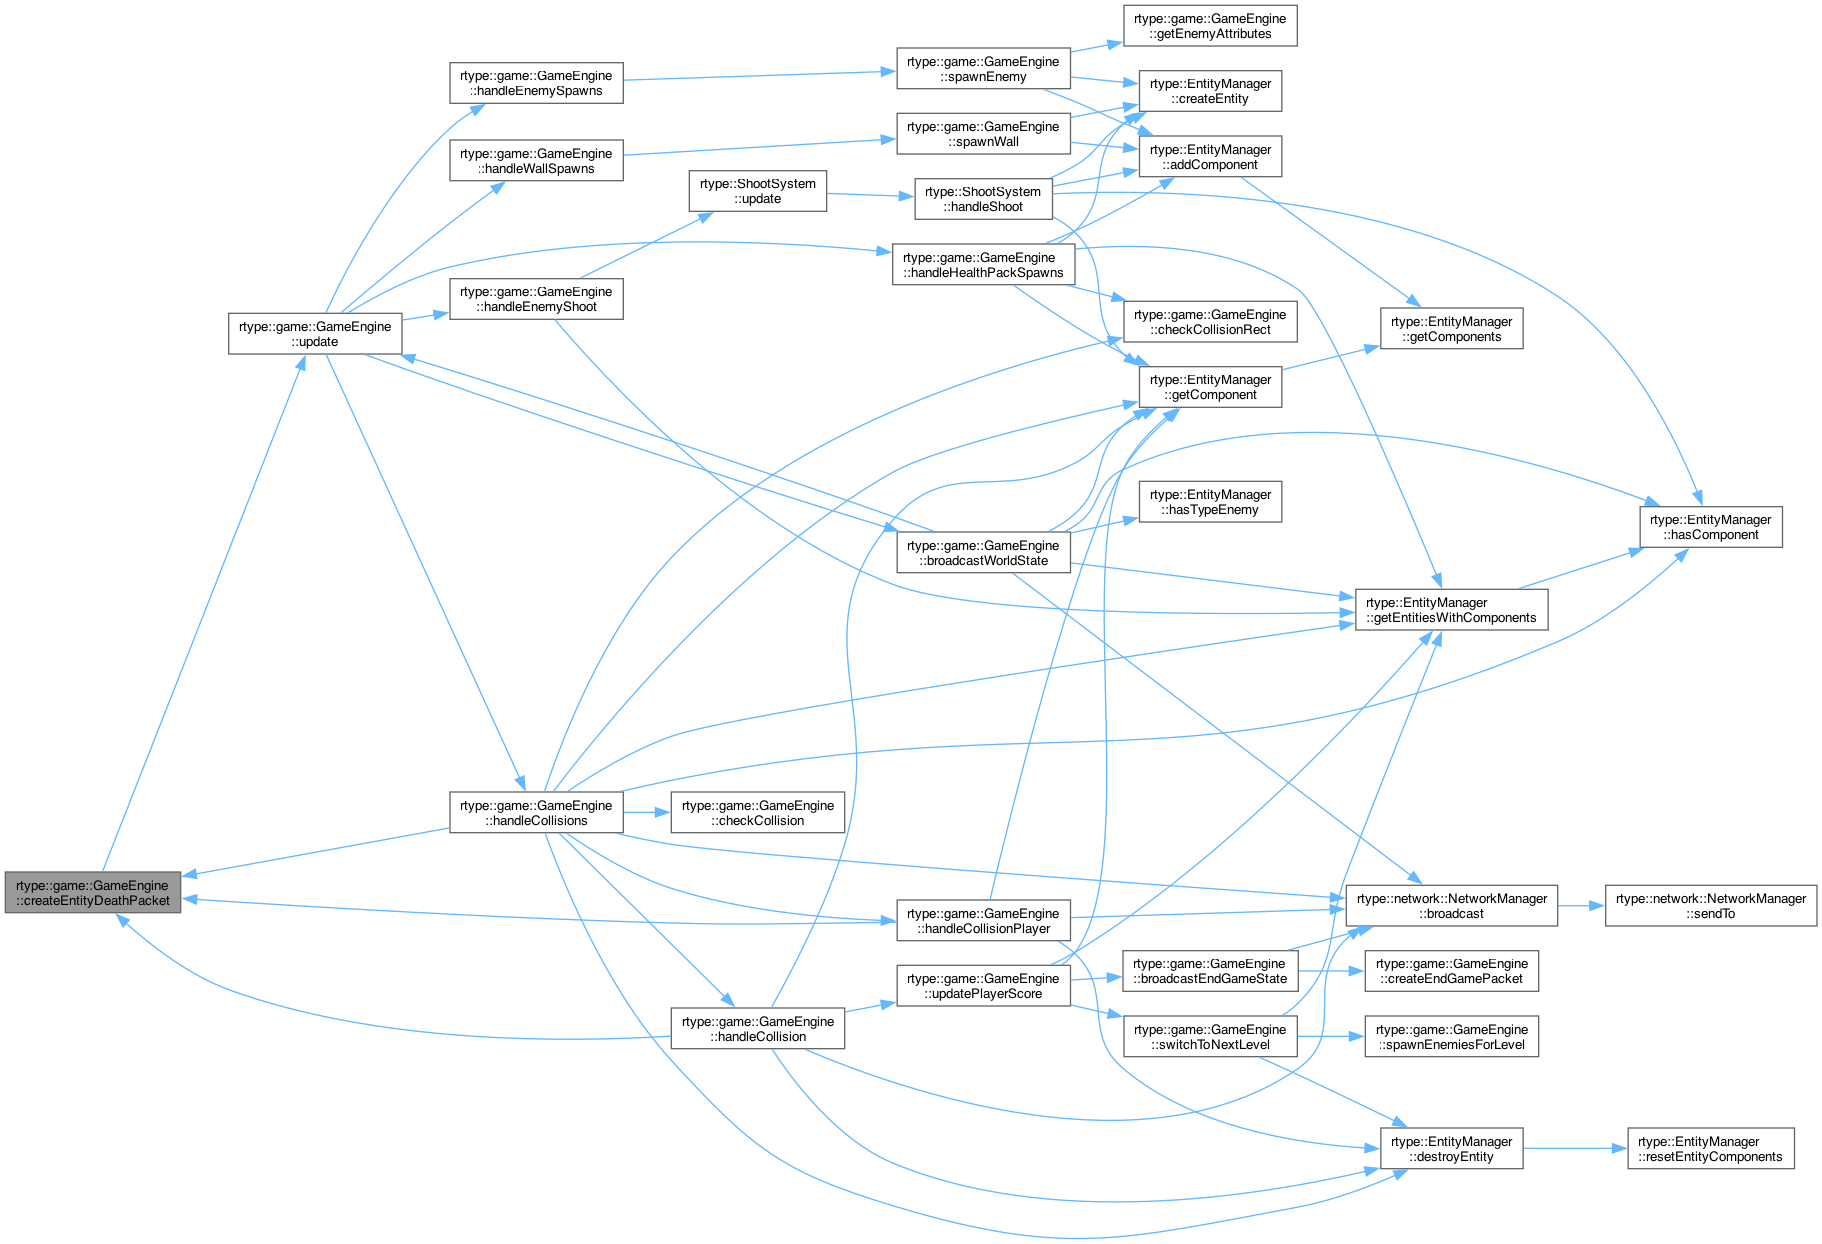 rtype::game::GameEngine
::getEnemyAttributes
rtype::game::GameEngine
::handleEnemySpawns
rtype::game::GameEngine
::spawnEnemy
rtype::EntityManager
::createEntity
rtype::game::GameEngine
::handleWallSpawns
rtype::game::GameEngine
::spawnWall
rtype::EntityManager
::addComponent
rtype::ShootSystem
::update
rtype::ShootSystem
::handleShoot
rtype::game::GameEngine
::handleHealthPackSpawns
rtype::game::GameEngine
::handleEnemyShoot
rtype::game::GameEngine
::checkCollisionRect
rtype::EntityManager
::getComponents
rtype::game::GameEngine
::update
rtype::EntityManager
::getComponent
rtype::EntityManager
::hasTypeEnemy
rtype::EntityManager
::hasComponent
rtype::game::GameEngine
::broadcastWorldState
rtype::EntityManager
::getEntitiesWithComponents
rtype::game::GameEngine
::handleCollisions
rtype::game::GameEngine
::checkCollision
rtype::game::GameEngine
::createEntityDeathPacket
rtype::game::GameEngine
::handleCollisionPlayer
rtype::network::NetworkManager
::broadcast
rtype::network::NetworkManager
::sendTo
rtype::game::GameEngine
::updatePlayerScore
rtype::game::GameEngine
::broadcastEndGameState
rtype::game::GameEngine
::createEndGamePacket
rtype::game::GameEngine
::handleCollision
rtype::game::GameEngine
::switchToNextLevel
rtype::game::GameEngine
::spawnEnemiesForLevel
rtype::EntityManager
::destroyEntity
rtype::EntityManager
::resetEntityComponents